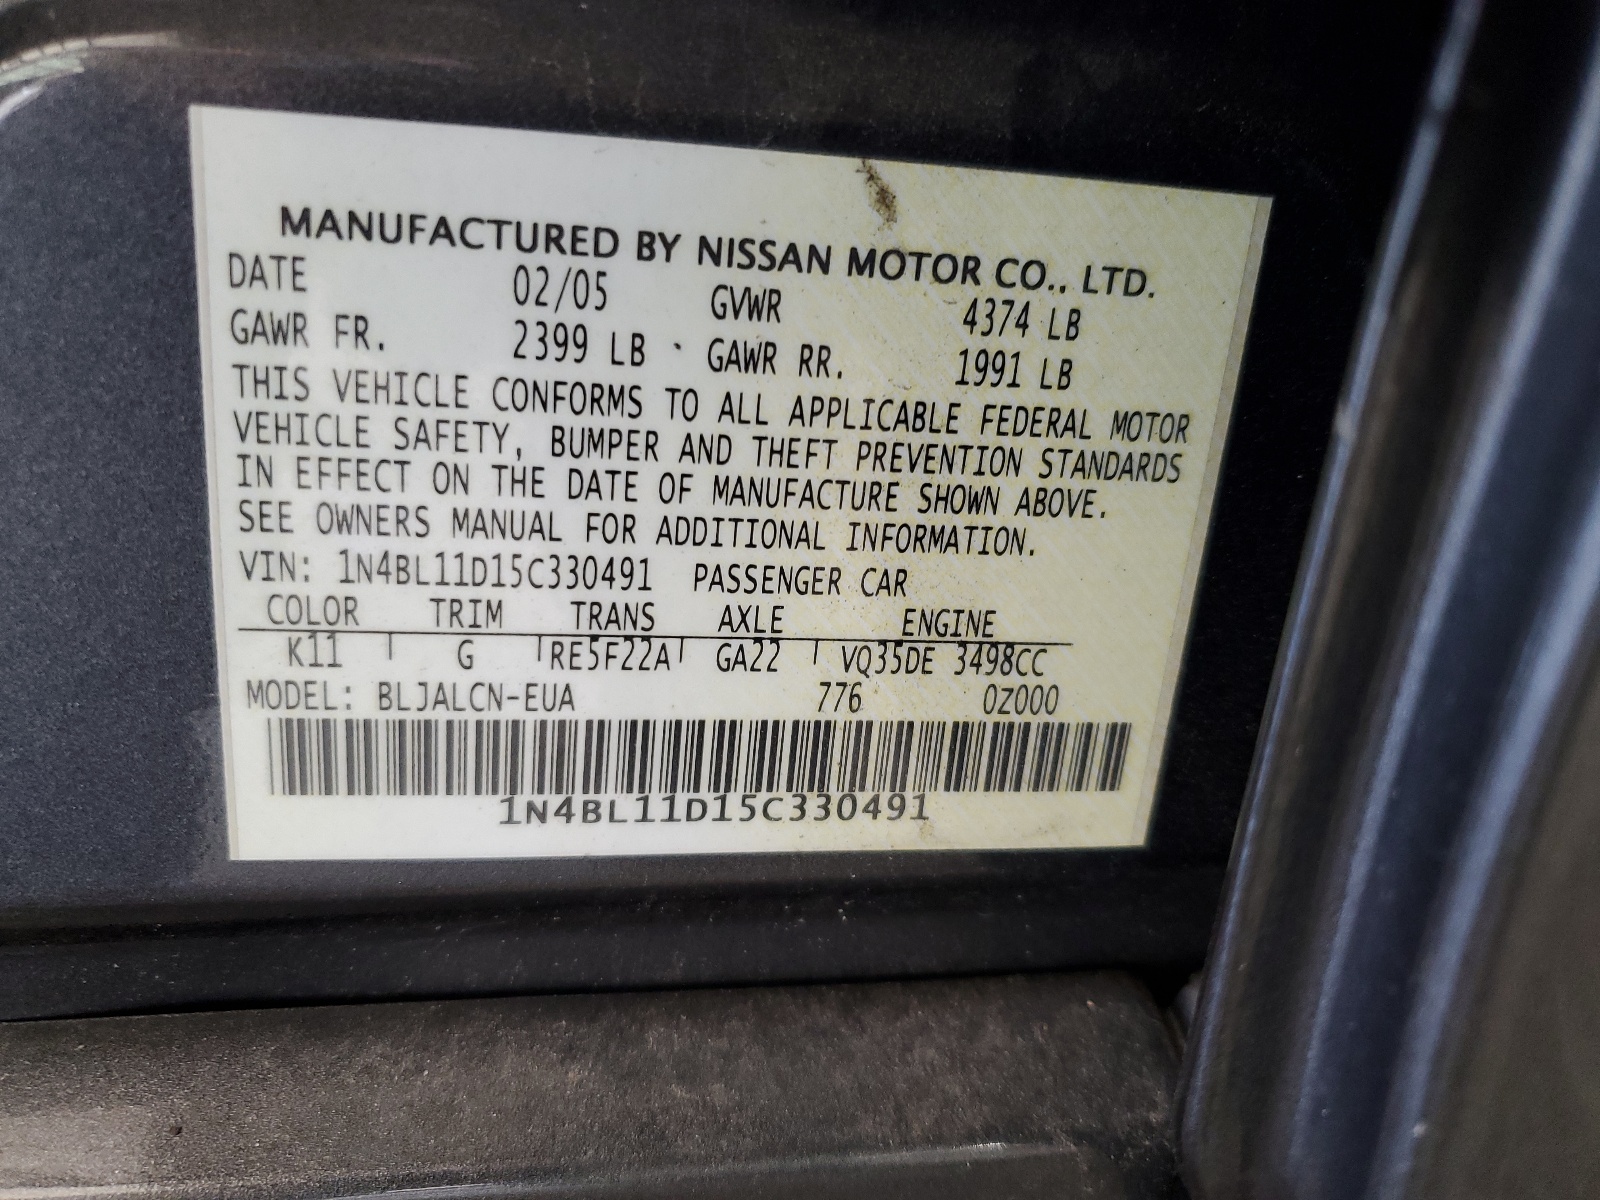 MANUFACTURED BY NISSAN MOTOR CO., LTD.
DATE 02/05 GVWR 4374 LB
GAWR FR. 2399 LB GAWR RR. 1991 LB
THIS VEHICLE CONFORMS TO ALL APPLICABLE FEDERAL MOTOR
VEHICLE SAFETY, BUMPER AND THEFT PREVENTION STANDARDS
IN EFFECT ON THE DATE OF MANUFACTURE SHOWN ABOVE.
SEE OWNERS MANUAL FOR ADDITIONAL INFORMATION.
VIN: 1N4BL11D15C330491 PASSENGER CAR
COLOR TRIM TRANS AXLE ENGINE
K11 G RE5F22A GA22 VQ35DE 3498CC
MODEL: BLJALCN-EUA 776 0Z000
1N4BL11D15C330491